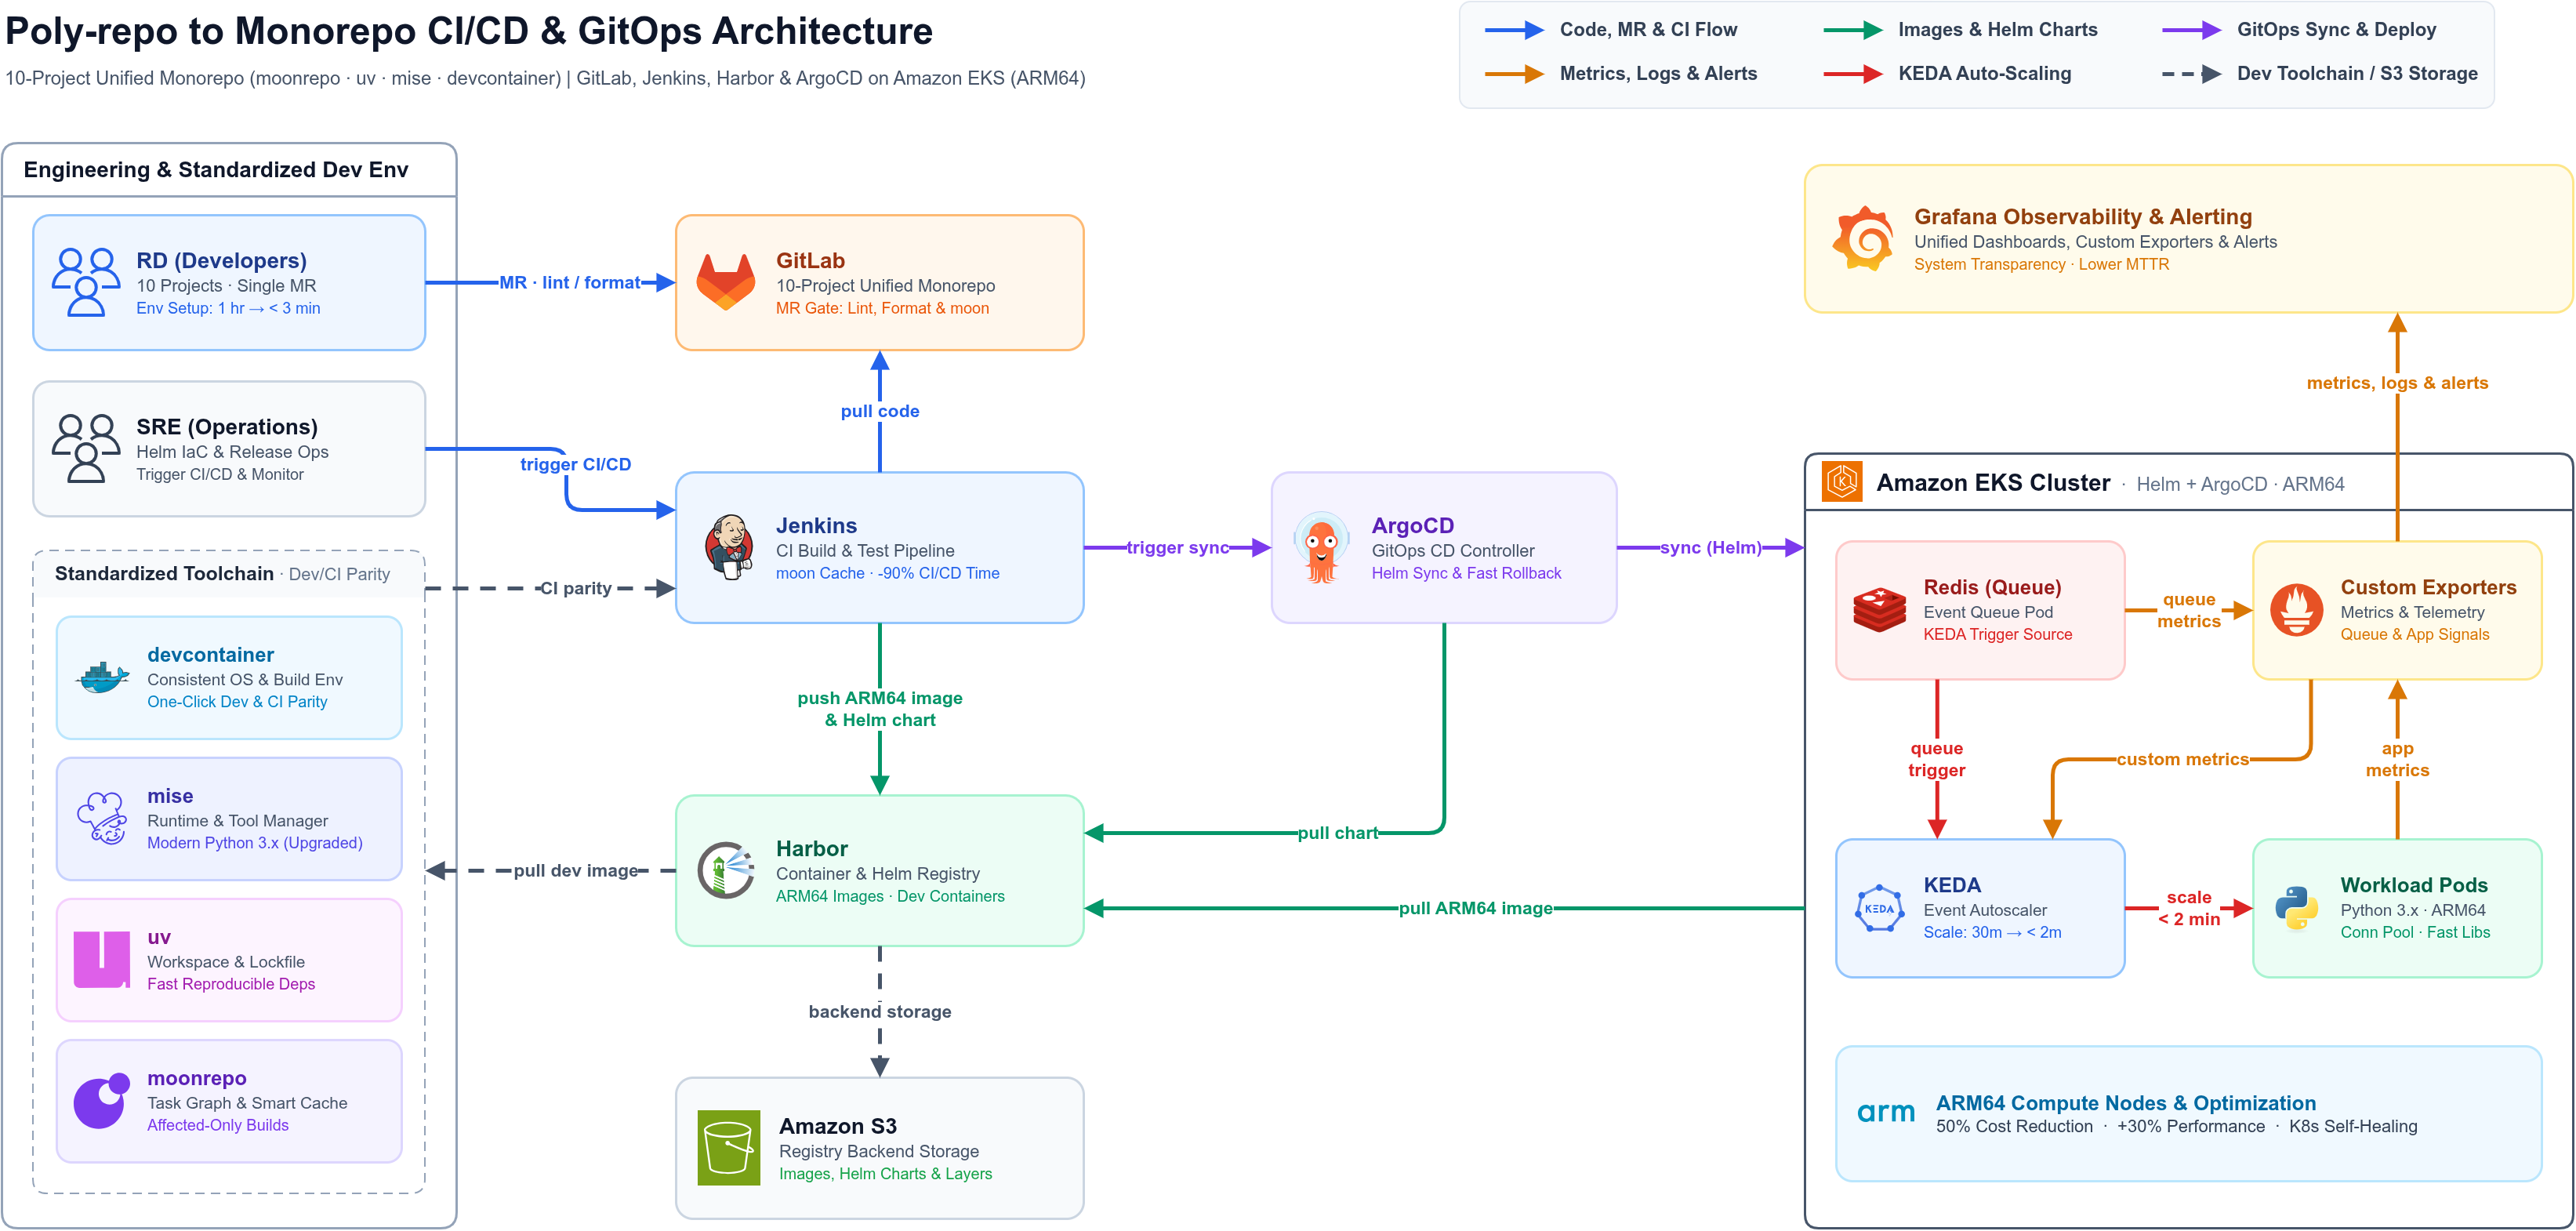 Poly-repo to Monorepo CI/CD & GitOps Architecture
10-Project Unified Monorepo (moonrepo · uv · mise · devcontainer) | GitLab, Jenkins, Harbor & ArgoCD on Amazon EKS (ARM64)
Code, MR & CI Flow
Images & Helm Charts
GitOps Sync & Deploy
Metrics, Logs & Alerts
KEDA Auto-Scaling
Dev Toolchain / S3 Storage
Engineering & Standardized Dev Env
RD (Developers)
10 Projects · Single MR
Env Setup: 1 hr → < 3 min
SRE (Operations)
Helm IaC & Release Ops
Trigger CI/CD & Monitor
Standardized Toolchain · Dev/CI Parity
devcontainer
Consistent OS & Build Env
One-Click Dev & CI Parity
mise
Runtime & Tool Manager
Modern Python 3.x (Upgraded)
uv
Workspace & Lockfile
Fast Reproducible Deps
moonrepo
Task Graph & Smart Cache
Affected-Only Builds
MR · lint / format
trigger CI/CD
CI parity
pull dev image
GitLab
10-Project Unified Monorepo
MR Gate: Lint, Format & moon
pull code
Jenkins
CI Build & Test Pipeline
moon Cache · -90% CI/CD Time
push ARM64 image
& Helm chart
Harbor
Container & Helm Registry
ARM64 Images · Dev Containers
backend storage
Amazon S3
Registry Backend Storage
Images, Helm Charts & Layers
trigger sync
ArgoCD
GitOps CD Controller
Helm Sync & Fast Rollback
sync (Helm)
pull chart
pull ARM64 image
Grafana Observability & Alerting
Unified Dashboards, Custom Exporters & Alerts
System Transparency · Lower MTTR
metrics, logs & alerts
Amazon EKS Cluster · Helm + ArgoCD · ARM64
Redis (Queue)
Event Queue Pod
KEDA Trigger Source
queue
metrics
Custom Exporters
Metrics & Telemetry
Queue & App Signals
queue
trigger
custom metrics
app
metrics
KEDA
KEDA
Event Autoscaler
Scale: 30m → < 2m
scale
< 2 min
Workload Pods
Python 3.x · ARM64
Conn Pool · Fast Libs
arm
ARM64 Compute Nodes & Optimization
50% Cost Reduction · +30% Performance · K8s Self-Healing